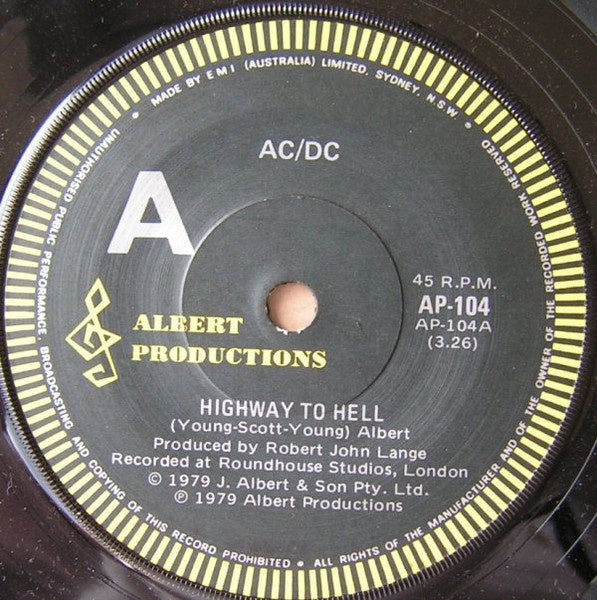 MADE BY E M I (AUSTRALIA) LIMITED, SYDNEY, N.S.W.
AC/DC
A
45 R.P.M.
AP-104
AP-104A
(3.26)
ALBERT
PRODUCTIONS
HIGHWAY TO HELL
(Young-Scott-Young) Albert
Produced by Robert John Lange
Recorded at Roundhouse Studios, London
© 1979 J. Albert & Son Pty. Ltd.
℗ 1979 Albert Productions
UNAUTHORISED PUBLIC PERFORMANCE, BROADCASTING AND COPYING OF THIS RECORD PROHIBITED • ALL RIGHTS OF THE MANUFACTURER AND OF THE OWNER OF THE RECORDED WORK RESERVED